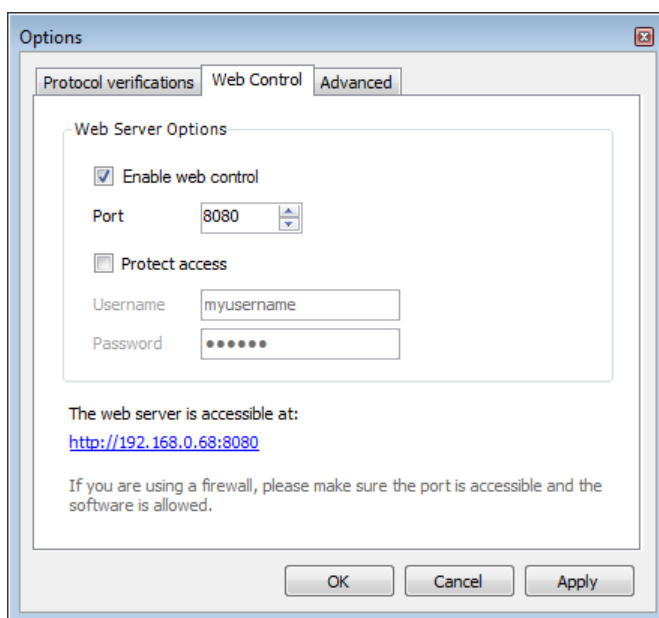 Options
Protocol verifications Web Control Advanced
Web Server Options
Enable web control
Port 8080
Protect access
Username myusername
Password ●●●●●●
The web server is accessible at:
http://192.168.0.68:8080
If you are using a firewall, please make sure the port is accessible and the
software is allowed.
OK Cancel Apply